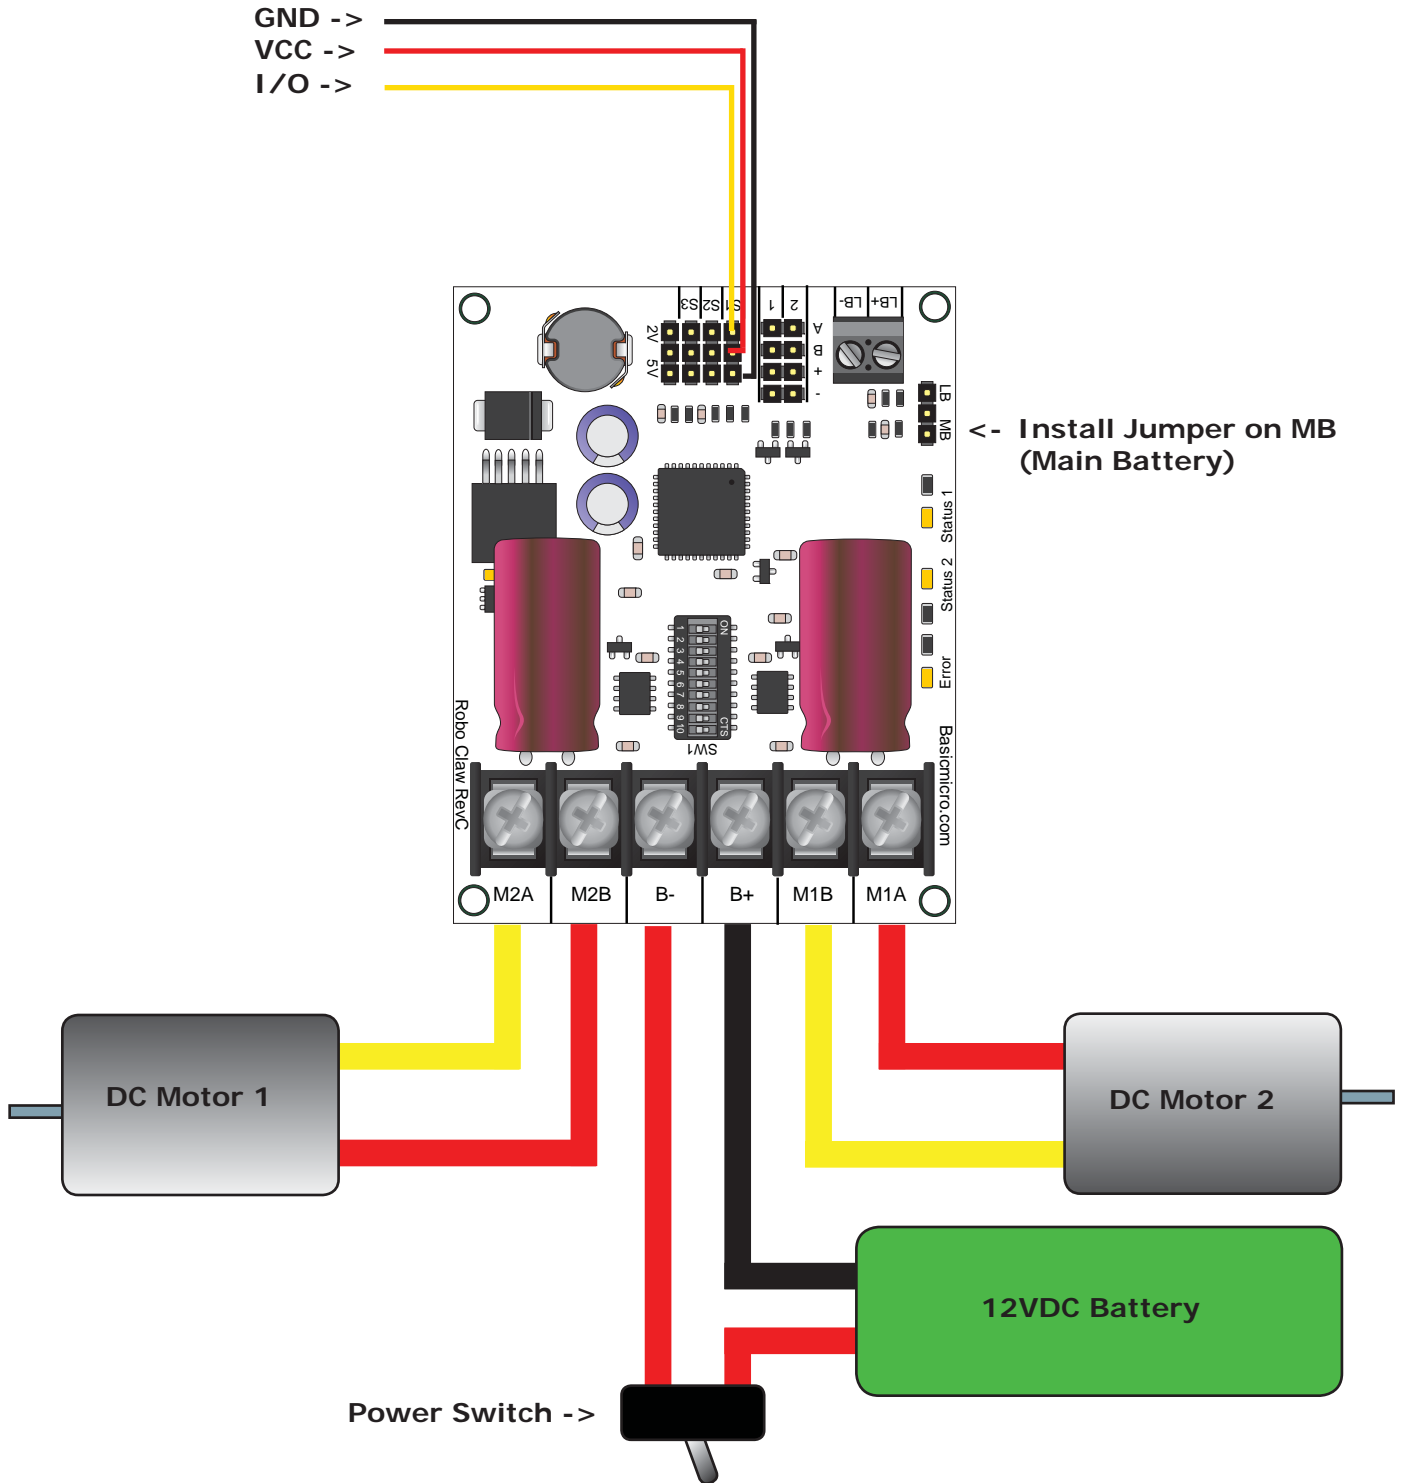 GND ->
VCC ->
I/O ->
S3
S2
S1
1
2
LB-
LB+
2V
5V
A
B
+
-
LB
MB
<- Install Jumper on MB
(Main Battery)
Status 1
Status 2
Error
ON
1
2
3
4
5
6
7
8
9
10
CTS
SW1
Robo Claw RevC
Basicmicro.com
M2A
M2B
B-
B+
M1B
M1A
DC Motor 1
DC Motor 2
12VDC Battery
Power Switch ->